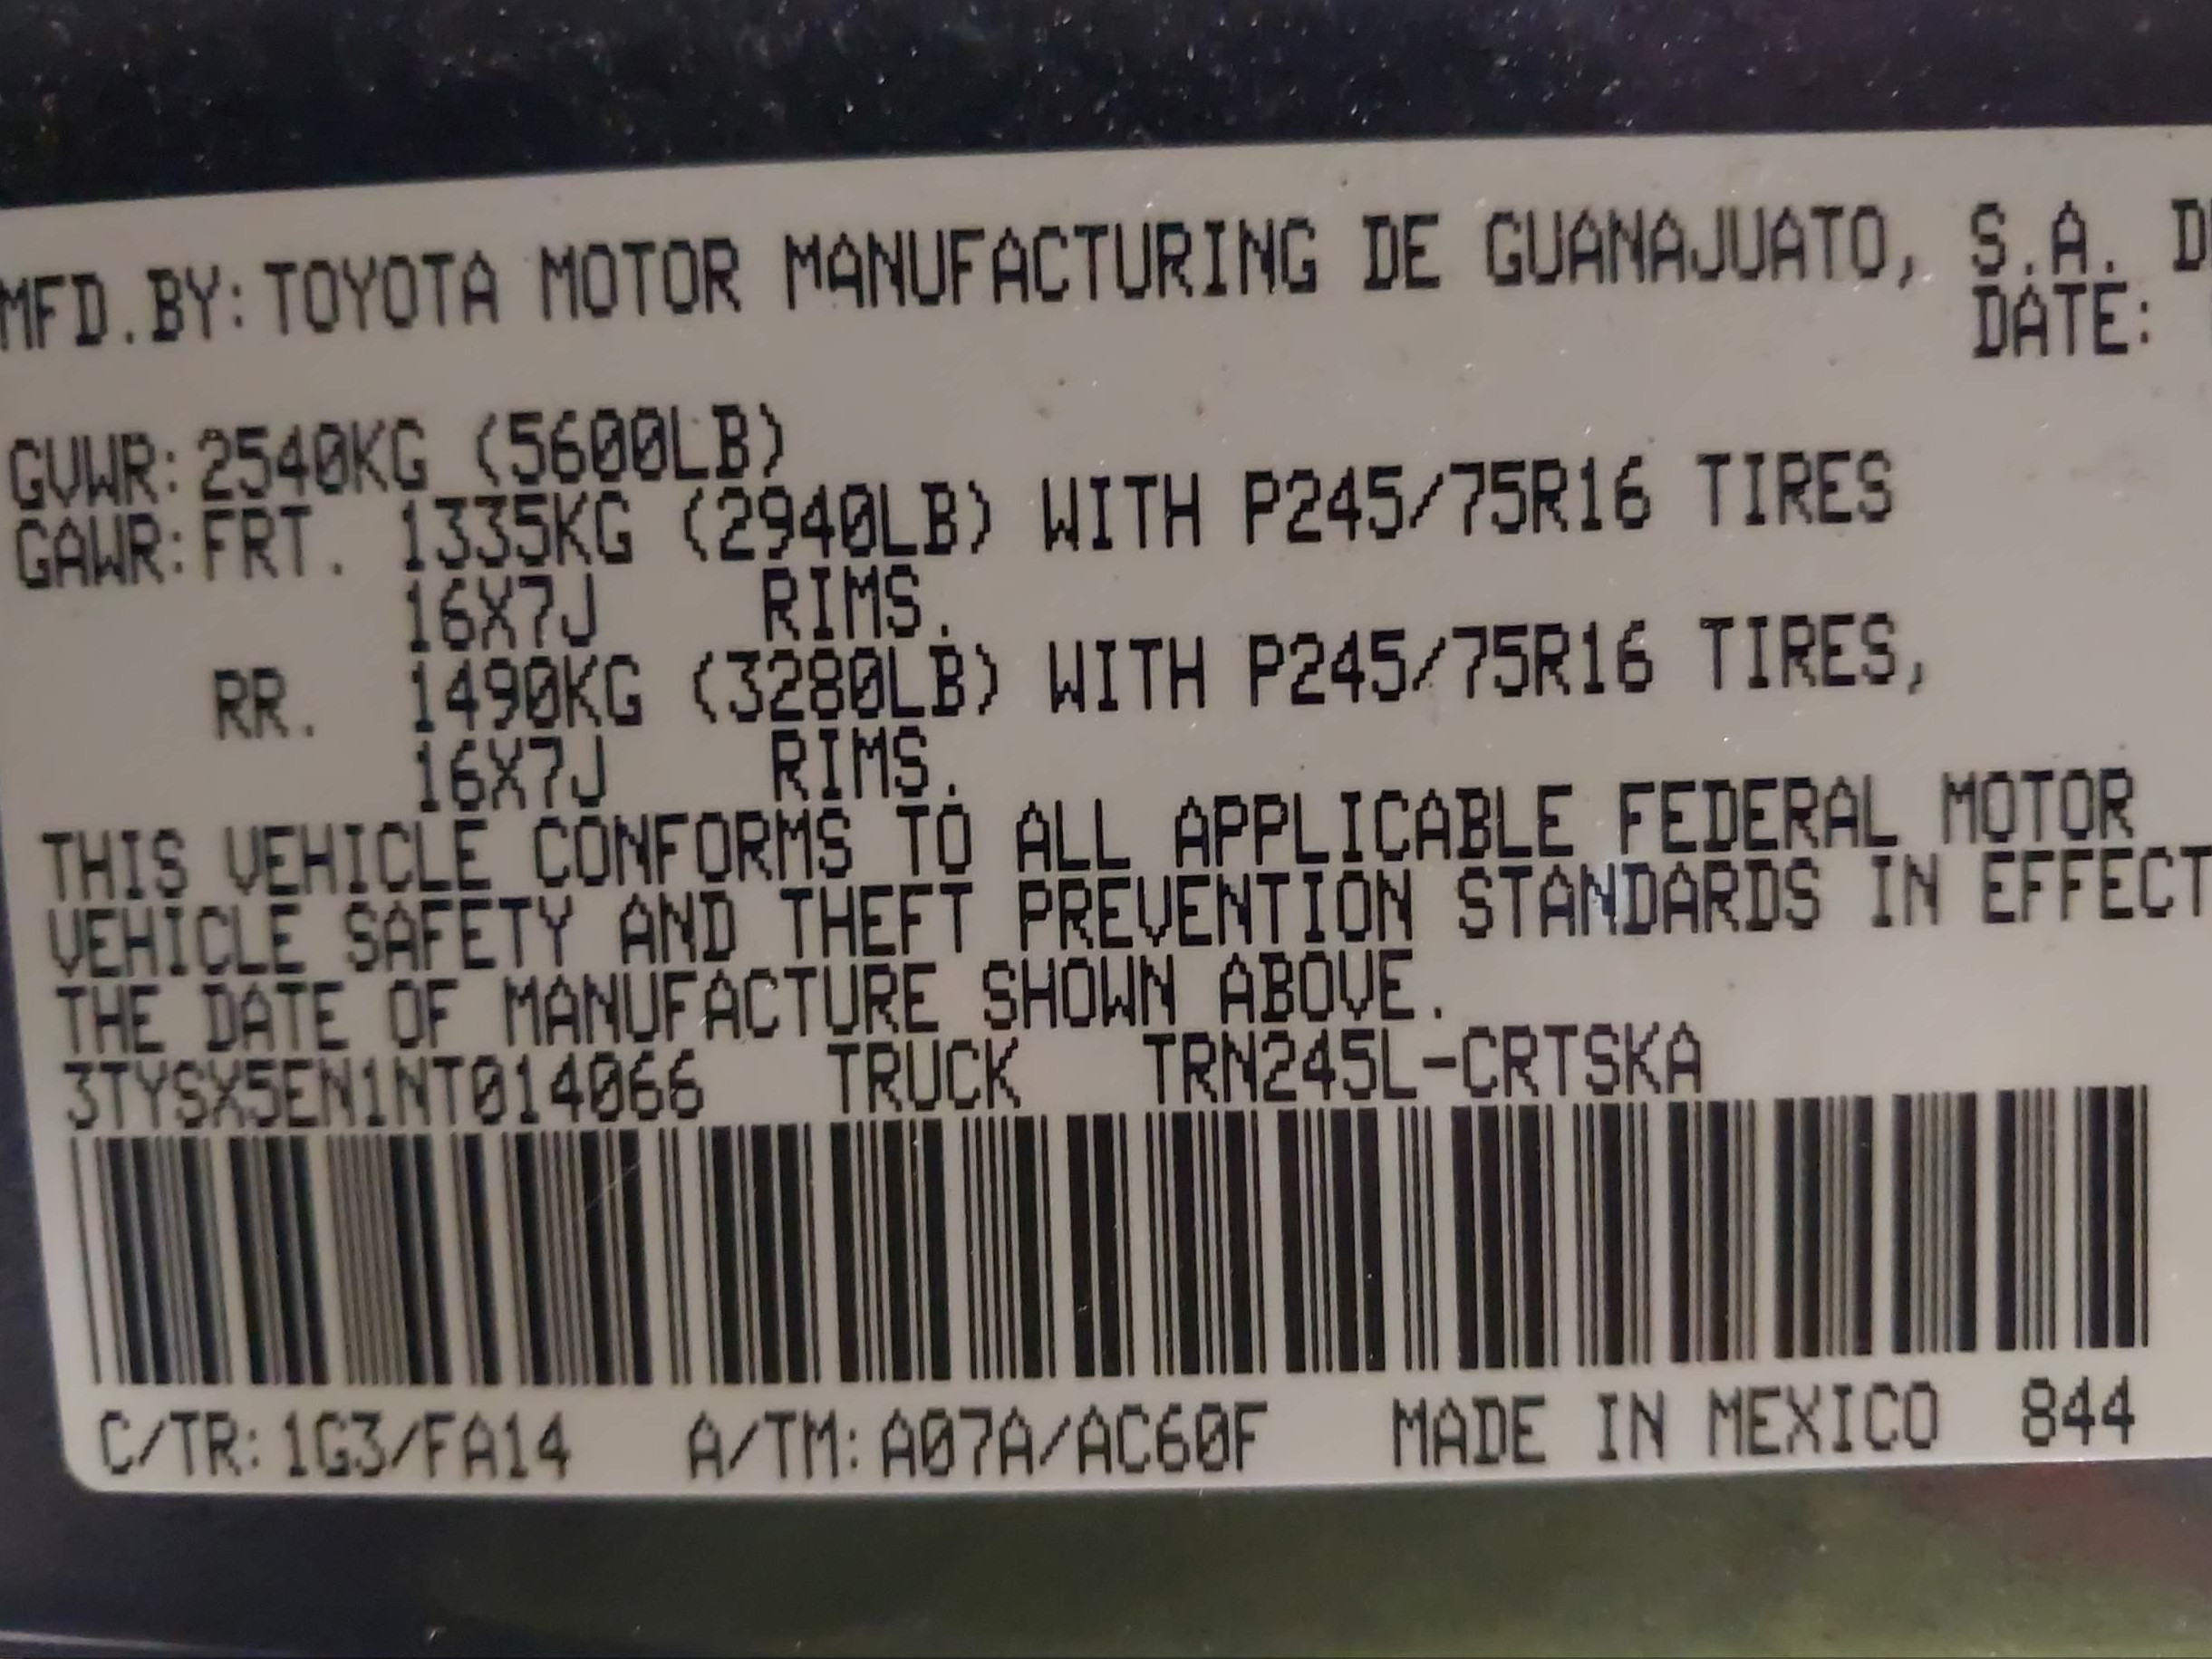 MFD.BY: TOYOTA MOTOR MANUFACTURING DE GUANAJUATO, S.A.
DATE:
GVWR: 2540KG (5600LB)
GAWR: FRT. 1335KG (2940LB) WITH P245/75R16 TIRES
16X7J RIMS.
RR. 1490KG (3280LB) WITH P245/75R16 TIRES,
16X7J RIMS.
THIS VEHICLE CONFORMS TO ALL APPLICABLE FEDERAL MOTOR
VEHICLE SAFETY AND THEFT PREVENTION STANDARDS IN EFFECT
THE DATE OF MANUFACTURE SHOWN ABOVE.
3TYSX5EN1NT014066 TRUCK TRN245L-CRTSKA
C/TR: 1G3/FA14 A/TM: A07A/AC60F MADE IN MEXICO 844